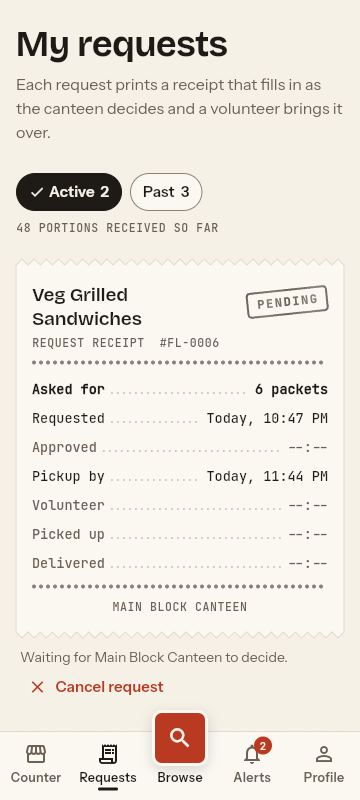 My requests
Each request prints a receipt that fills in as
the canteen decides and a volunteer brings it
over.
Active 2
Past 3
48 PORTIONS RECEIVED SO FAR
Veg Grilled
Sandwiches
PENDING
REQUEST RECEIPT #FL-0006
Asked for 6 packets
Requested Today, 10:47 PM
Approved --:--
Pickup by Today, 11:44 PM
Volunteer --:--
Picked up --:--
Delivered --:--
MAIN BLOCK CANTEEN
Waiting for Main Block Canteen to decide.
Cancel request
2
Counter Requests Browse Alerts Profile